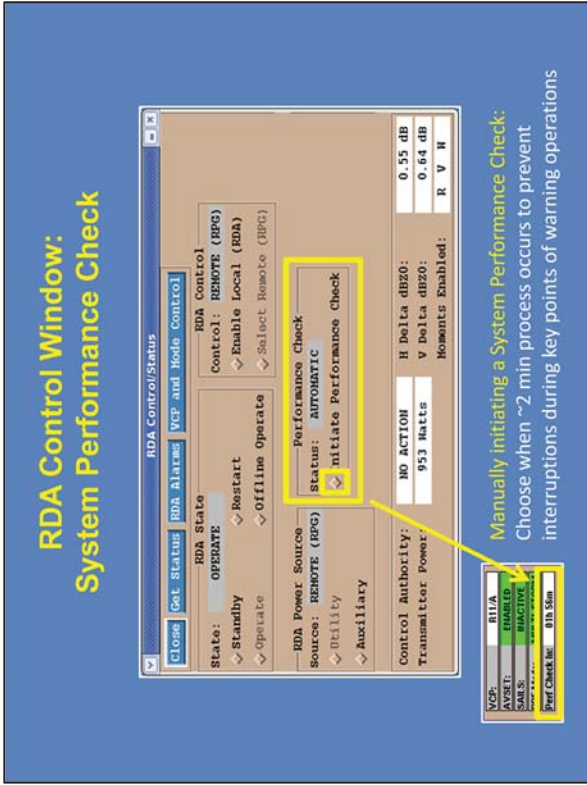 RDA Control Window:
System Performance Check
RDA Control/Status
Close Get Status RDA Alarms VCP and Mode Control
RDA State
State: OPERATE
Standby Restart
Operate Offline Operate
RDA Control
Control: REMOTE (RPG)
Enable Local (RDA)
Select Remote (RPG)
RDA Power Source
Source: REMOTE (RPG)
Utility
Auxiliary
Performance Check
Status: AUTOMATIC
Initiate Performance Check
Control Authority: NO ACTION
Transmitter Power: 953 Watts
H Delta dBZ0: 0.55 dB
V Delta dBZ0: 0.64 dB
Moments Enabled: R V W
VCP: R11/A
AVSET: ENABLED
SAILS: INACTIVE
Perf Check In: 01h 56m
Manually initiating a System Performance Check:
Choose when ~2 min process occurs to prevent
interruptions during key points of warning operations